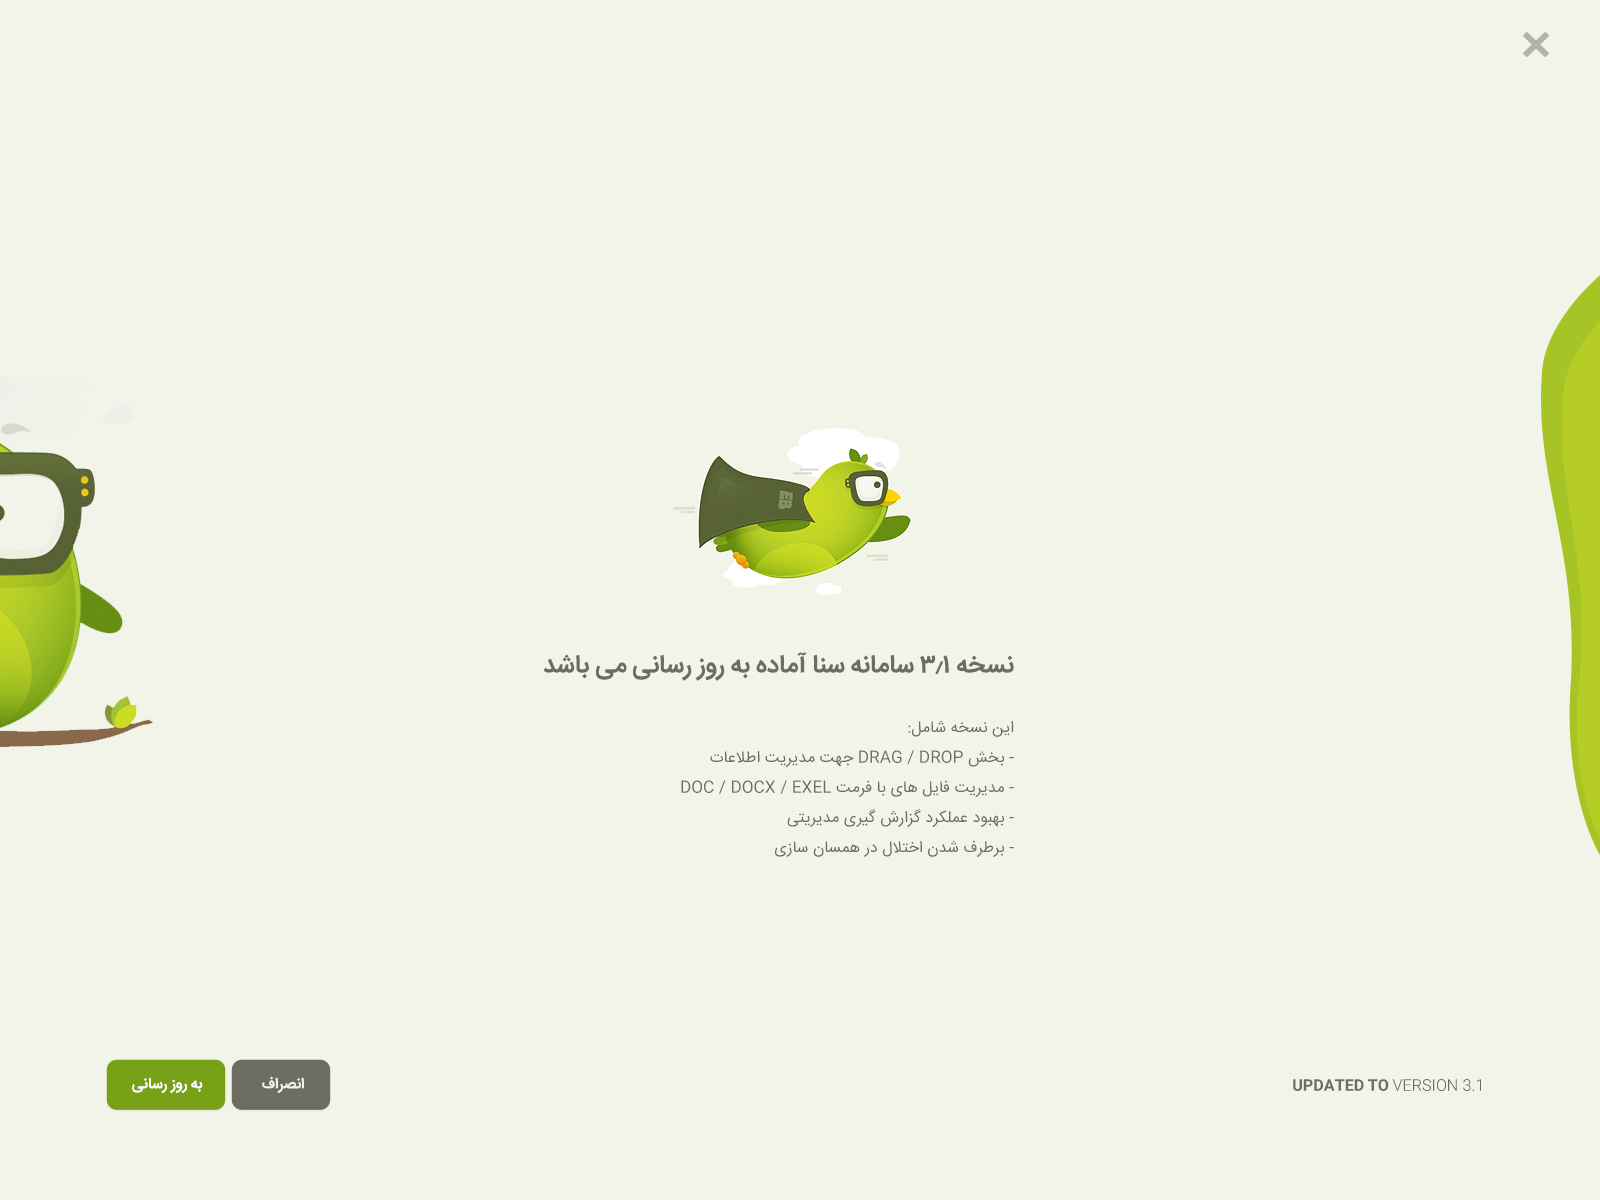 EB
نسخه ۳٫۱ سامانه سنا آماده به روز رسانی می باشد
این نسخه شامل:
- بخش DRAG / DROP جهت مدیریت اطلاعات
- مدیریت فایل های با فرمت DOC / DOCX / EXEL
- بهبود عملکرد گزارش گیری مدیریتی
- برطرف شدن اختلال در همسان سازی
UPDATED TO VERSION 3.1
انصراف
به روز رسانی